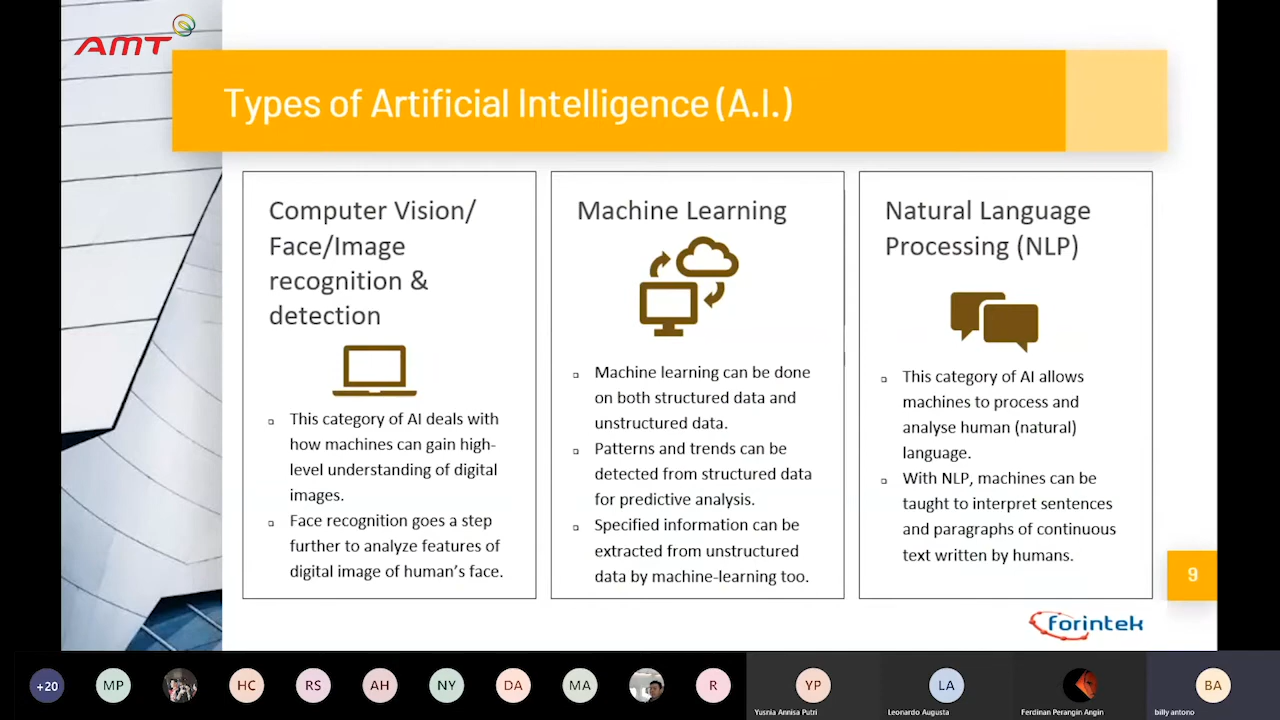 AMT
Types of Artificial Intelligence (A.I.)
Computer Vision/
Face/Image
recognition &
detection
This category of AI deals with
how machines can gain high-
level understanding of digital
images.
Face recognition goes a step
further to analyze features of
digital image of human's face.
Machine Learning
Machine learning can be done
on both structured data and
unstructured data.
Patterns and trends can be
detected from structured data
for predictive analysis.
Specified information can be
extracted from unstructured
data by machine-learning too.
Natural Language
Processing (NLP)
This category of AI allows
machines to process and
analyse human (natural)
language.
With NLP, machines can be
taught to interpret sentences
and paragraphs of continuous
text written by humans.
9
forintek
+20
MP
HC
RS
AH
NY
DA
MA
R
YP
Yusnia Annisa Putri
LA
Leonardo Augusta
Ferdinan Perangin Angin
BA
billy antono